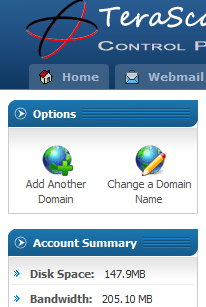 CONTROL
Home
Webmail
Options
Add Another
Domain
Change a Domain
Name
Account Summary
Disk Space: 147.9MB
Bandwidth: 205.10 MB